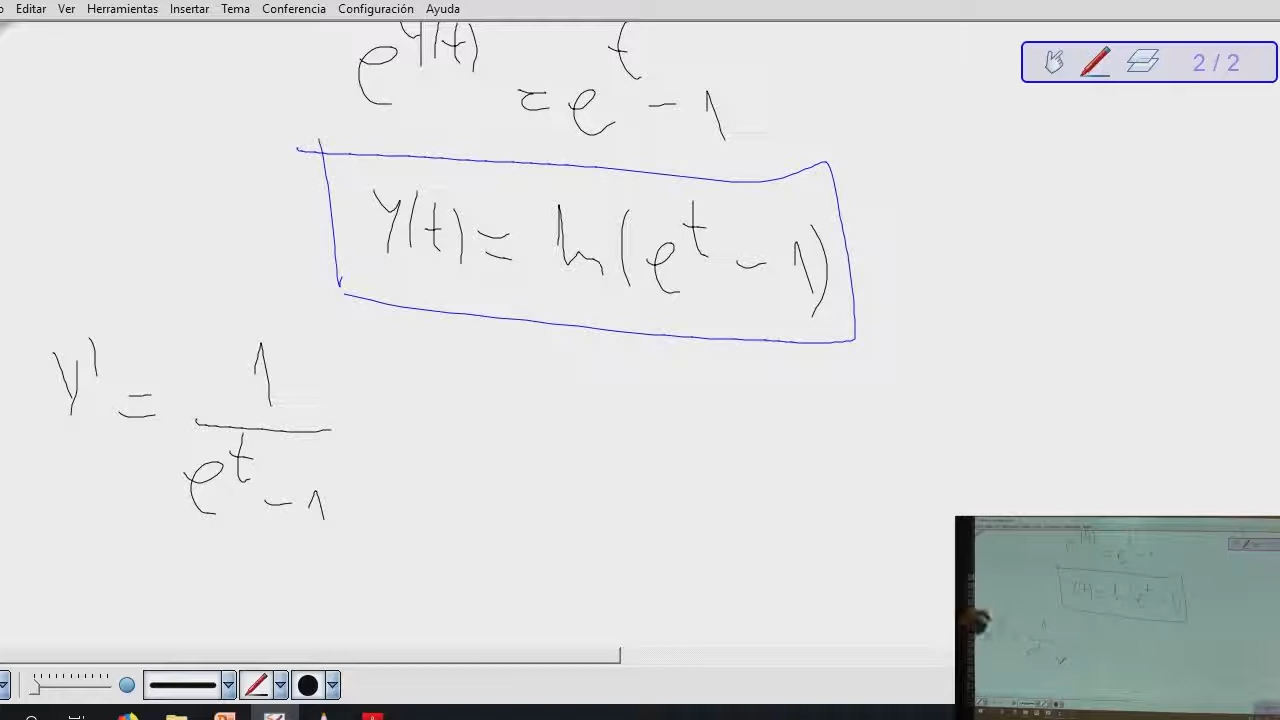 Editar Ver Herramientas Insertar Tema Conferencia Configuración Ayuda
2 / 2
e^{y(t)} = e^t - 1
y(t) = ln(e^t - 1)
y' = 1 / (e^t - 1)